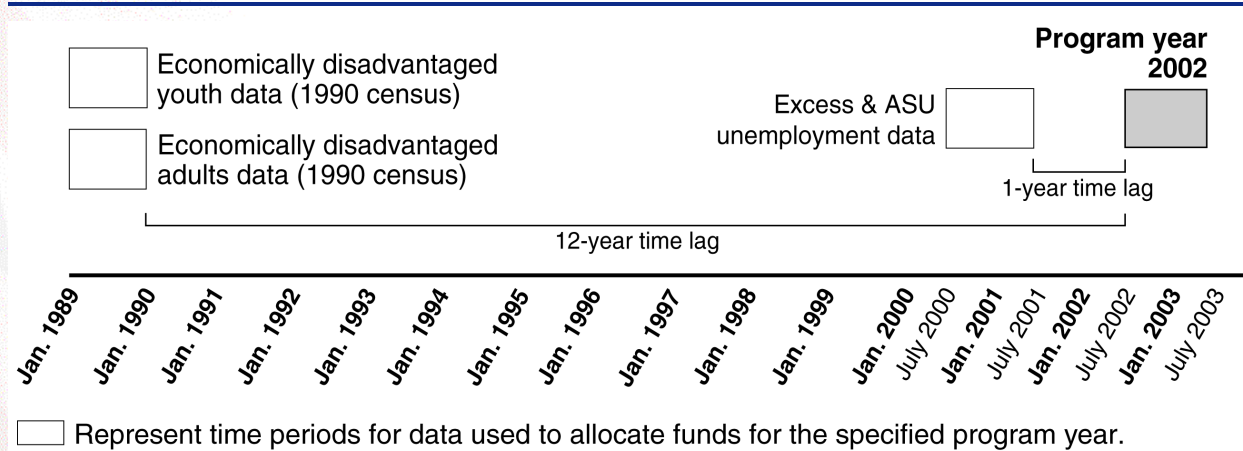 Program year
2002
Economically disadvantaged
youth data (1990 census)
Economically disadvantaged
adults data (1990 census)
Excess & ASU
unemployment data
1-year time lag
12-year time lag
Jan. 1989
Jan. 1990
Jan. 1991
Jan. 1992
Jan. 1993
Jan. 1994
Jan. 1995
Jan. 1996
Jan. 1997
Jan. 1998
Jan. 1999
Jan. 2000
July 2000
Jan. 2001
July 2001
Jan. 2002
July 2002
Jan. 2003
July 2003
Represent time periods for data used to allocate funds for the specified program year.